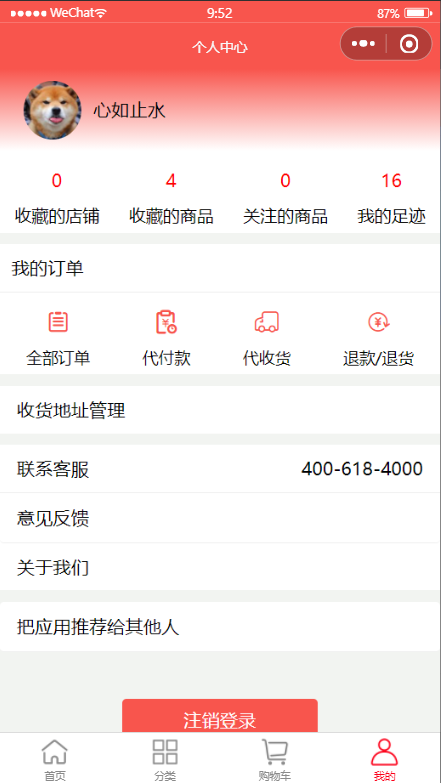 WeChat 9:52 87%
个人中心
心如止水
0 4 0 16
收藏的店铺 收藏的商品 关注的商品 我的足迹
我的订单
全部订单 代付款 代收货 退款/退货
收货地址管理
联系客服 400-618-4000
意见反馈
关于我们
把应用推荐给其他人
注销登录
首页 分类 购物车 我的